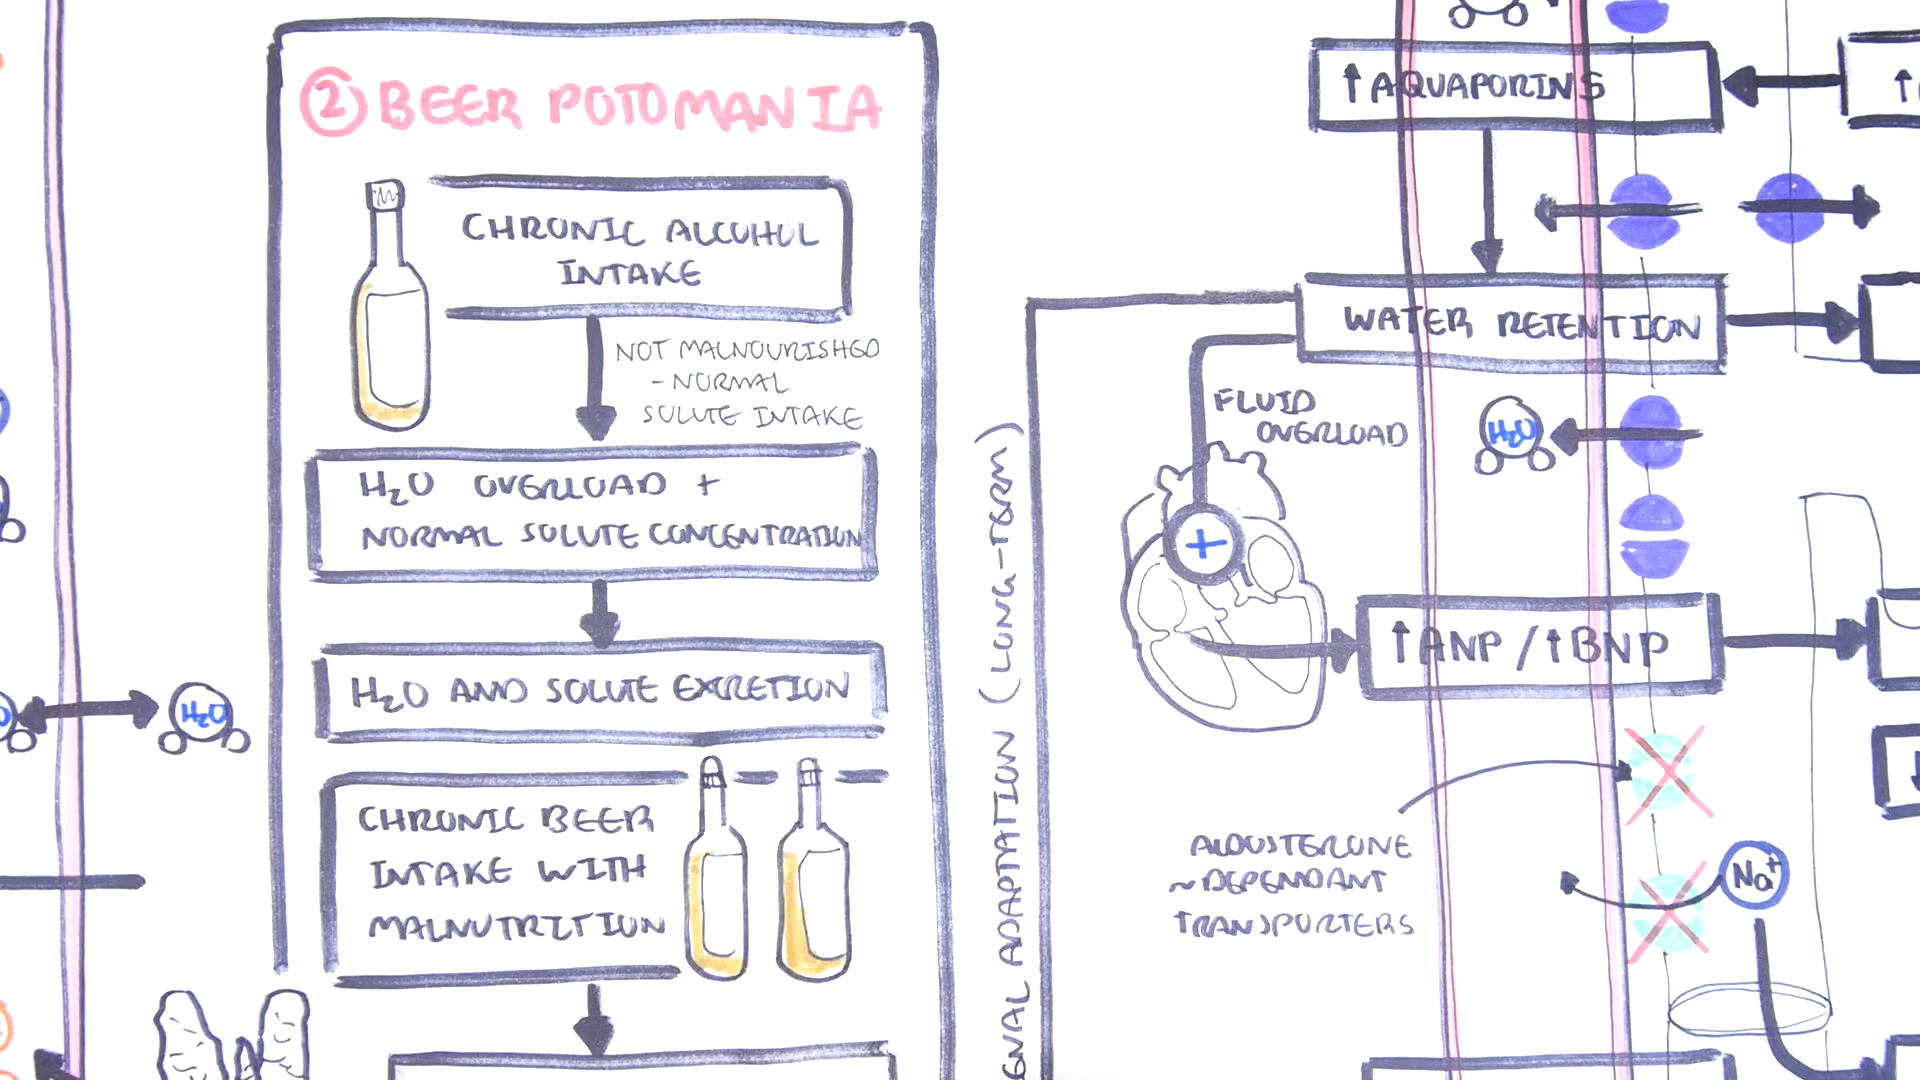 ② BEER POTOMANIA
CHRONIC ALCOHOL
INTAKE
NOT MALNOURISHED
- NORMAL
SOLUTE INTAKE
H₂O OVERLOAD +
NORMAL SOLUTE CONCENTRATION
H₂O AND SOLUTE EXCRETION
CHRONIC BEER
INTAKE WITH
MALNUTRITION
H₂O
ADAPTATION (LONG-TERM)
↑ AQUAPORINS
WATER RETENTION
FLUID
OVERLOAD
H₂O
+
↑ANP / ↑BNP
ALDOSTERONE
~DEPENDANT
TRANSPORTERS
Na⁺